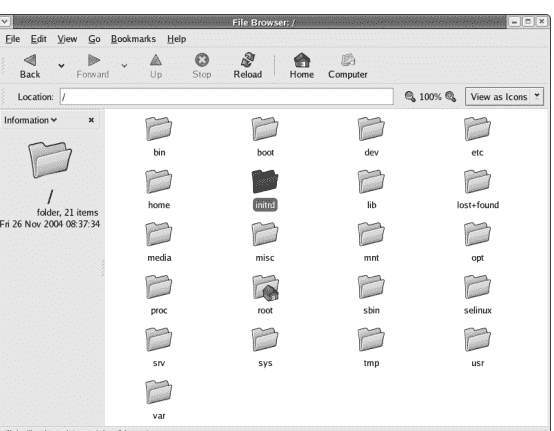 File Browser: /
File Edit View Go Bookmarks Help
Back Forward Up Stop Reload Home Computer
Location: / 100% View as Icons
Information
/
folder, 21 items
Fri 26 Nov 2004 08:37:34
bin boot dev etc
home initrd lib lost+found
media misc mnt opt
proc root sbin selinux
srv sys tmp usr
var